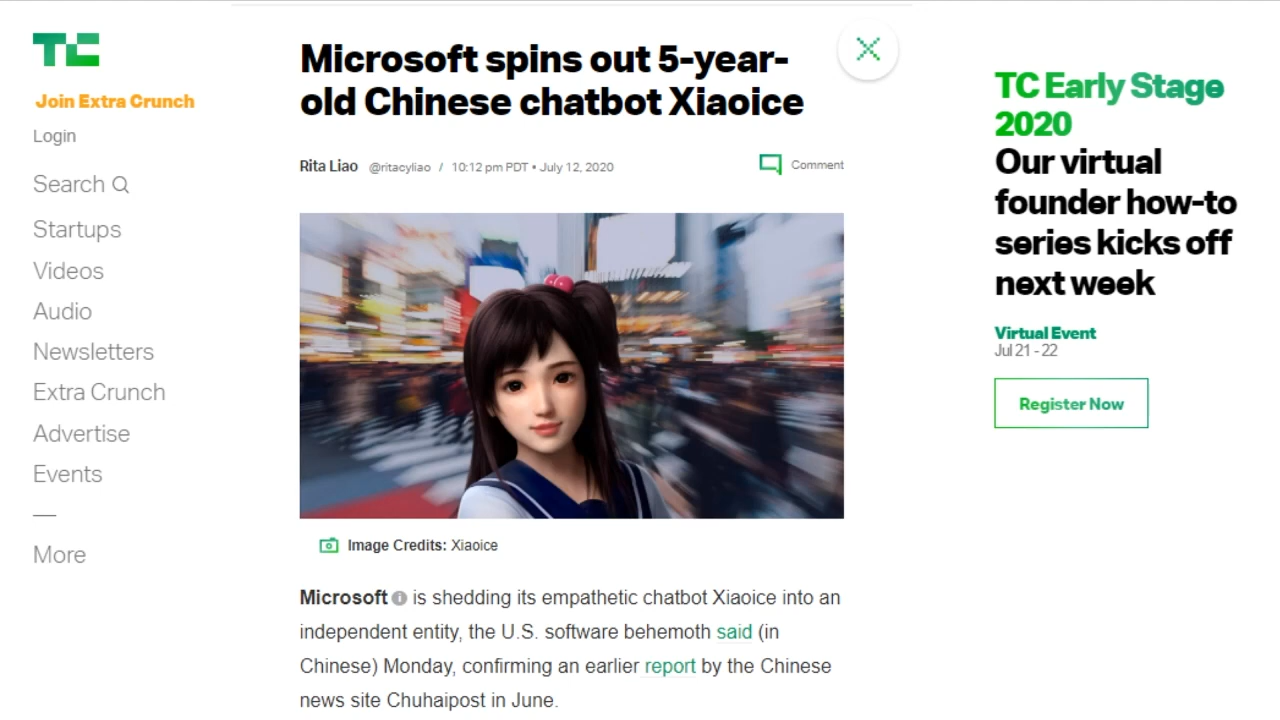 TC
Join Extra Crunch
Login
Search
Startups
Videos
Audio
Newsletters
Extra Crunch
Advertise
Events
—
More
Microsoft spins out 5-year-
old Chinese chatbot Xiaoice
Rita Liao @ritacyliao / 10:12 pm PDT • July 12, 2020
Comment
Image Credits: Xiaoice
Microsoft is shedding its empathetic chatbot Xiaoice into an
independent entity, the U.S. software behemoth said (in
Chinese) Monday, confirming an earlier report by the Chinese
news site Chuhaipost in June.
TC Early Stage
2020
Our virtual
founder how-to
series kicks off
next week
Virtual Event
Jul 21 - 22
Register Now